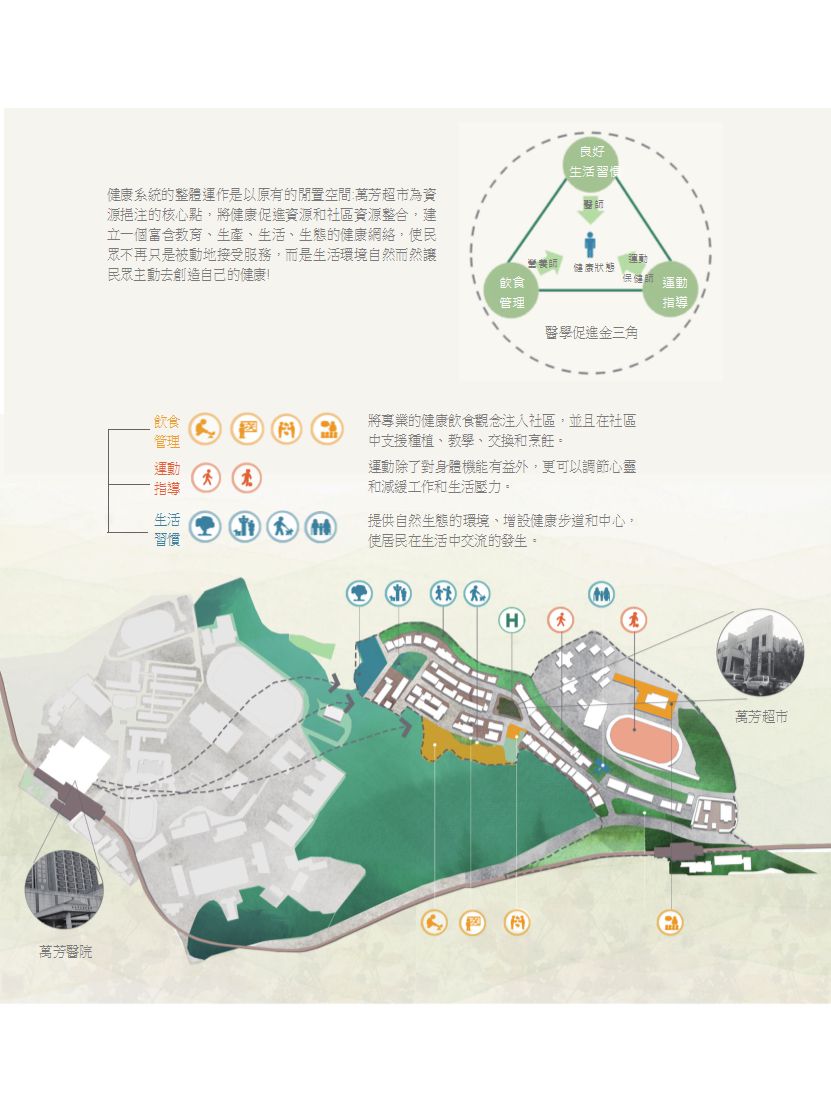 健康系統的整體運作是以原有的閒置空間:萬芳超市為資
源挹注的核心點，將健康促進資源和社區資源整合，建
立一個富含教育、生產、生活、生態的健康網絡，使民
眾不再只是被動地接受服務，而是生活環境自然而然讓
民眾主動去創造自己的健康!
良好
生活習慣
醫師
營養師
健康狀態
運動
保健師
飲食
管理
運動
指導
醫學促進金三角
飲食
管理
將專業的健康飲食觀念注入社區，並且在社區
中支援種植、教學、交換和烹飪。
運動
指導
運動除了對身體機能有益外，更可以調節心靈
和減緩工作和生活壓力。
生活
習慣
提供自然生態的環境、增設健康步道和中心，
使居民在生活中交流的發生。
H
萬芳超市
萬芳醫院